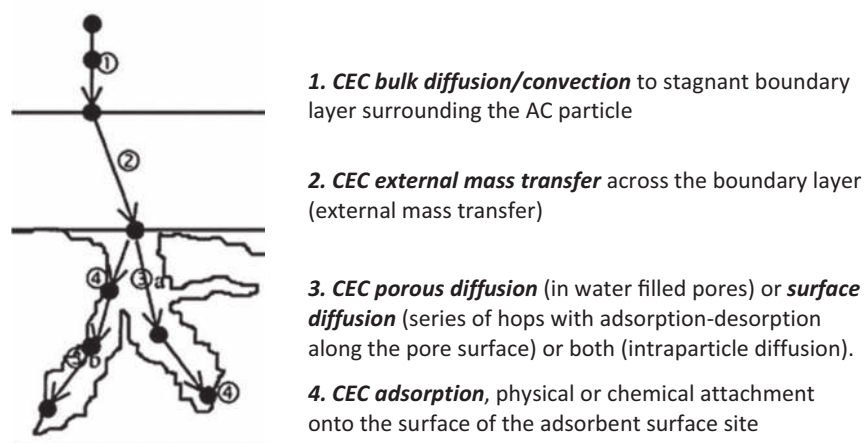 ①
1. CEC bulk diffusion/convection to stagnant boundary
layer surrounding the AC particle
②
2. CEC external mass transfer across the boundary layer
(external mass transfer)
④ ③a
3. CEC porous diffusion (in water filled pores) or surface
diffusion (series of hops with adsorption-desorption
along the pore surface) or both (intraparticle diffusion).
③b
④
4. CEC adsorption, physical or chemical attachment
onto the surface of the adsorbent surface site